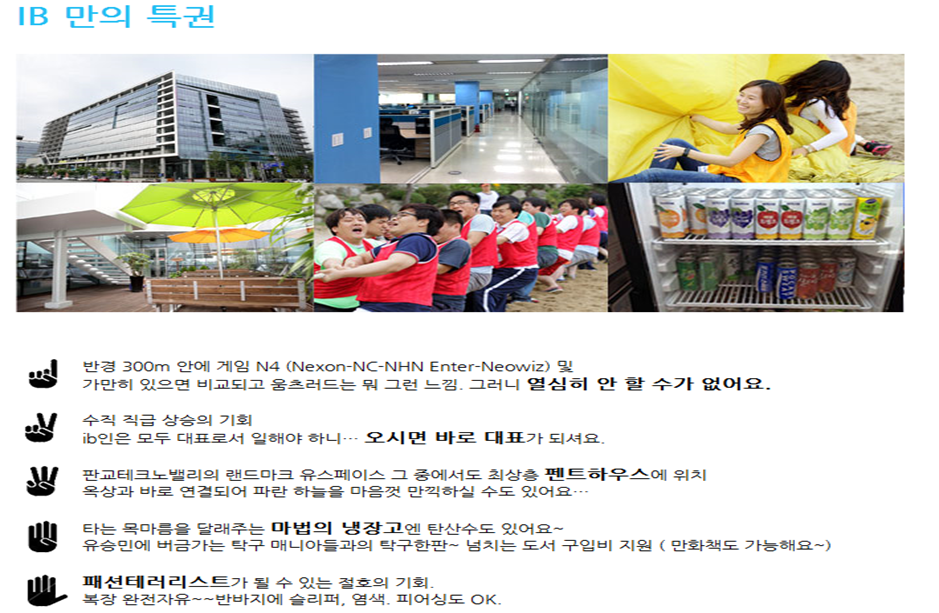 IB 만의 특권
반경 300m 안에 게임 N4 (Nexon-NC-NHN Enter-Neowiz) 및
가만히 있으면 비교되고 움츠러드는 뭐 그런 느낌. 그러니 열심히 안 할 수가 없어요.
수직 직급 상승의 기회
ib인은 모두 대표로서 일해야 하니… 오시면 바로 대표가 되셔요.
판교테크노밸리의 랜드마크 유스페이스 그 중에서도 최상층 펜트하우스에 위치
옥상과 바로 연결되어 파란 하늘을 마음껏 만끽하실 수도 있어요…
타는 목마름을 달래주는 마법의 냉장고엔 탄산수도 있어요~
유승민에 버금가는 탁구 매니아들과의 탁구한판~ 넘치는 도서 구입비 지원 ( 만화책도 가능해요~)
패션테러리스트가 될 수 있는 절호의 기회.
복장 완전자유~~반바지에 슬리퍼, 염색. 피어싱도 OK.